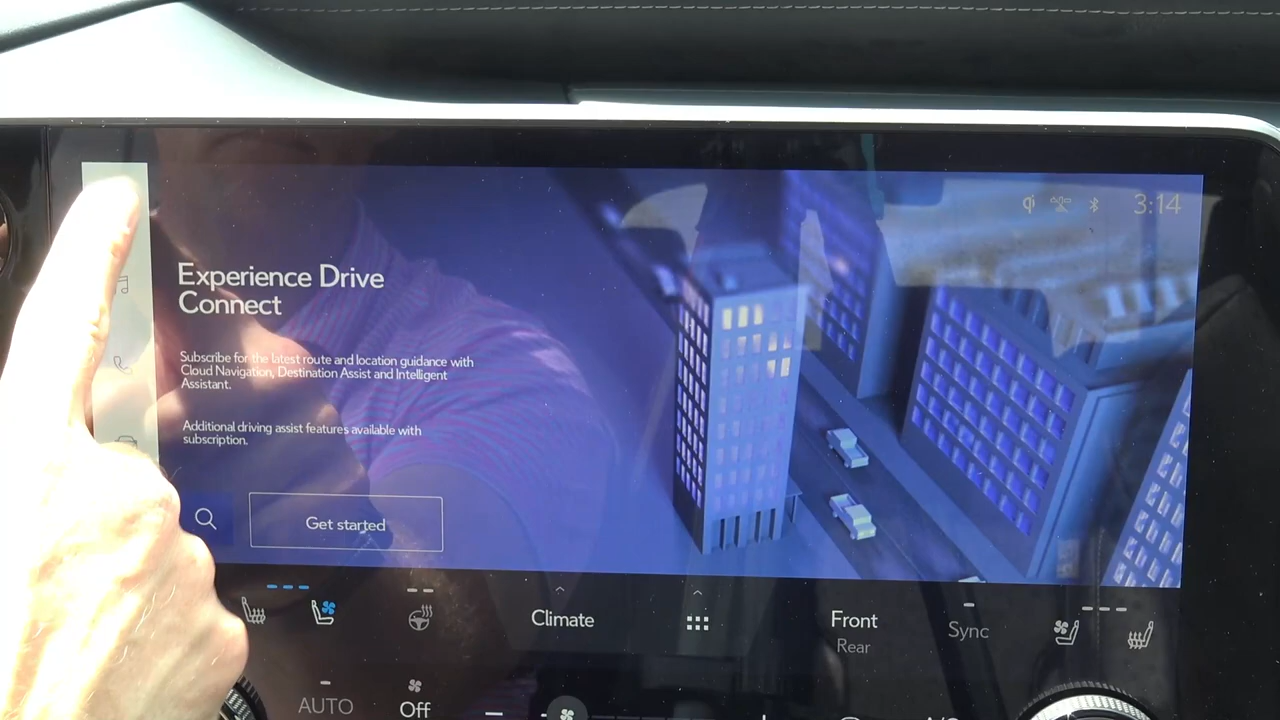 3:14
Experience Drive
Connect
Subscribe for the latest route and location guidance with
Cloud Navigation, Destination Assist and Intelligent
Assistant.
Additional driving assist features available with
subscription.
Get started
Climate
Front
Rear
Sync
AUTO
Off